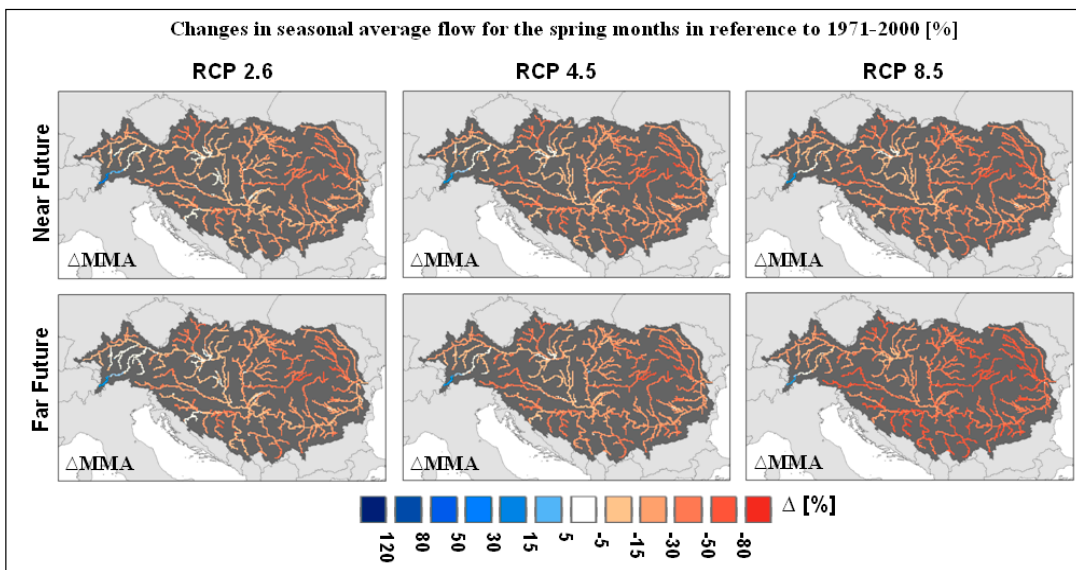 Changes in seasonal average flow for the spring months in reference to 1971-2000 [%]
RCP 2.6 RCP 4.5 RCP 8.5
Near Future
ΔMMA ΔMMA ΔMMA
Far Future
ΔMMA ΔMMA ΔMMA
Δ [%]
120 80 50 30 15 5 -5 -15 -30 -50 -80